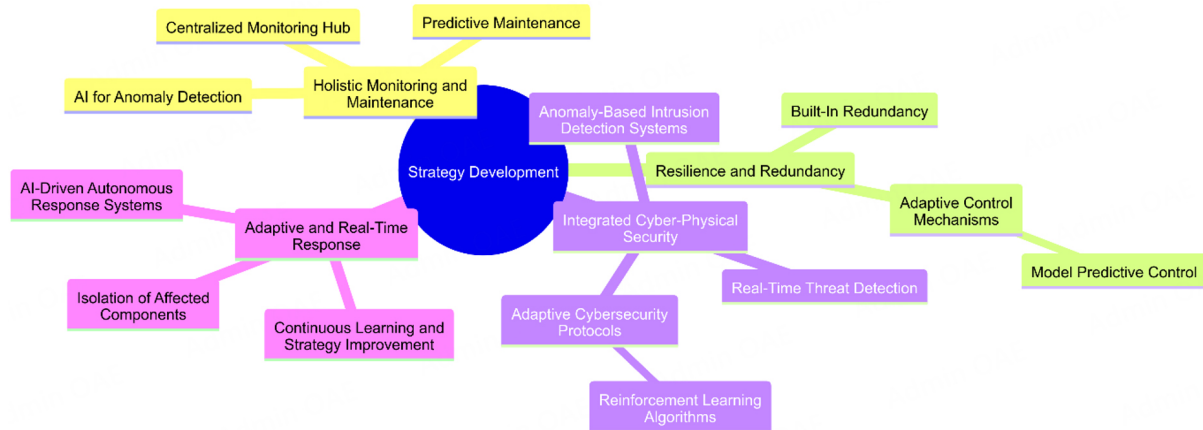 Centralized Monitoring Hub
Predictive Maintenance
AI for Anomaly Detection
Holistic Monitoring and
Maintenance
Strategy Development
Anomaly-Based Intrusion
Detection Systems
Built-In Redundancy
Resilience and Redundancy
Adaptive Control
Mechanisms
Model Predictive Control
AI-Driven Autonomous
Response Systems
Adaptive and Real-Time
Response
Isolation of Affected
Components
Continuous Learning and
Strategy Improvement
Integrated Cyber-Physical
Security
Real-Time Threat Detection
Adaptive Cybersecurity
Protocols
Reinforcement Learning
Algorithms